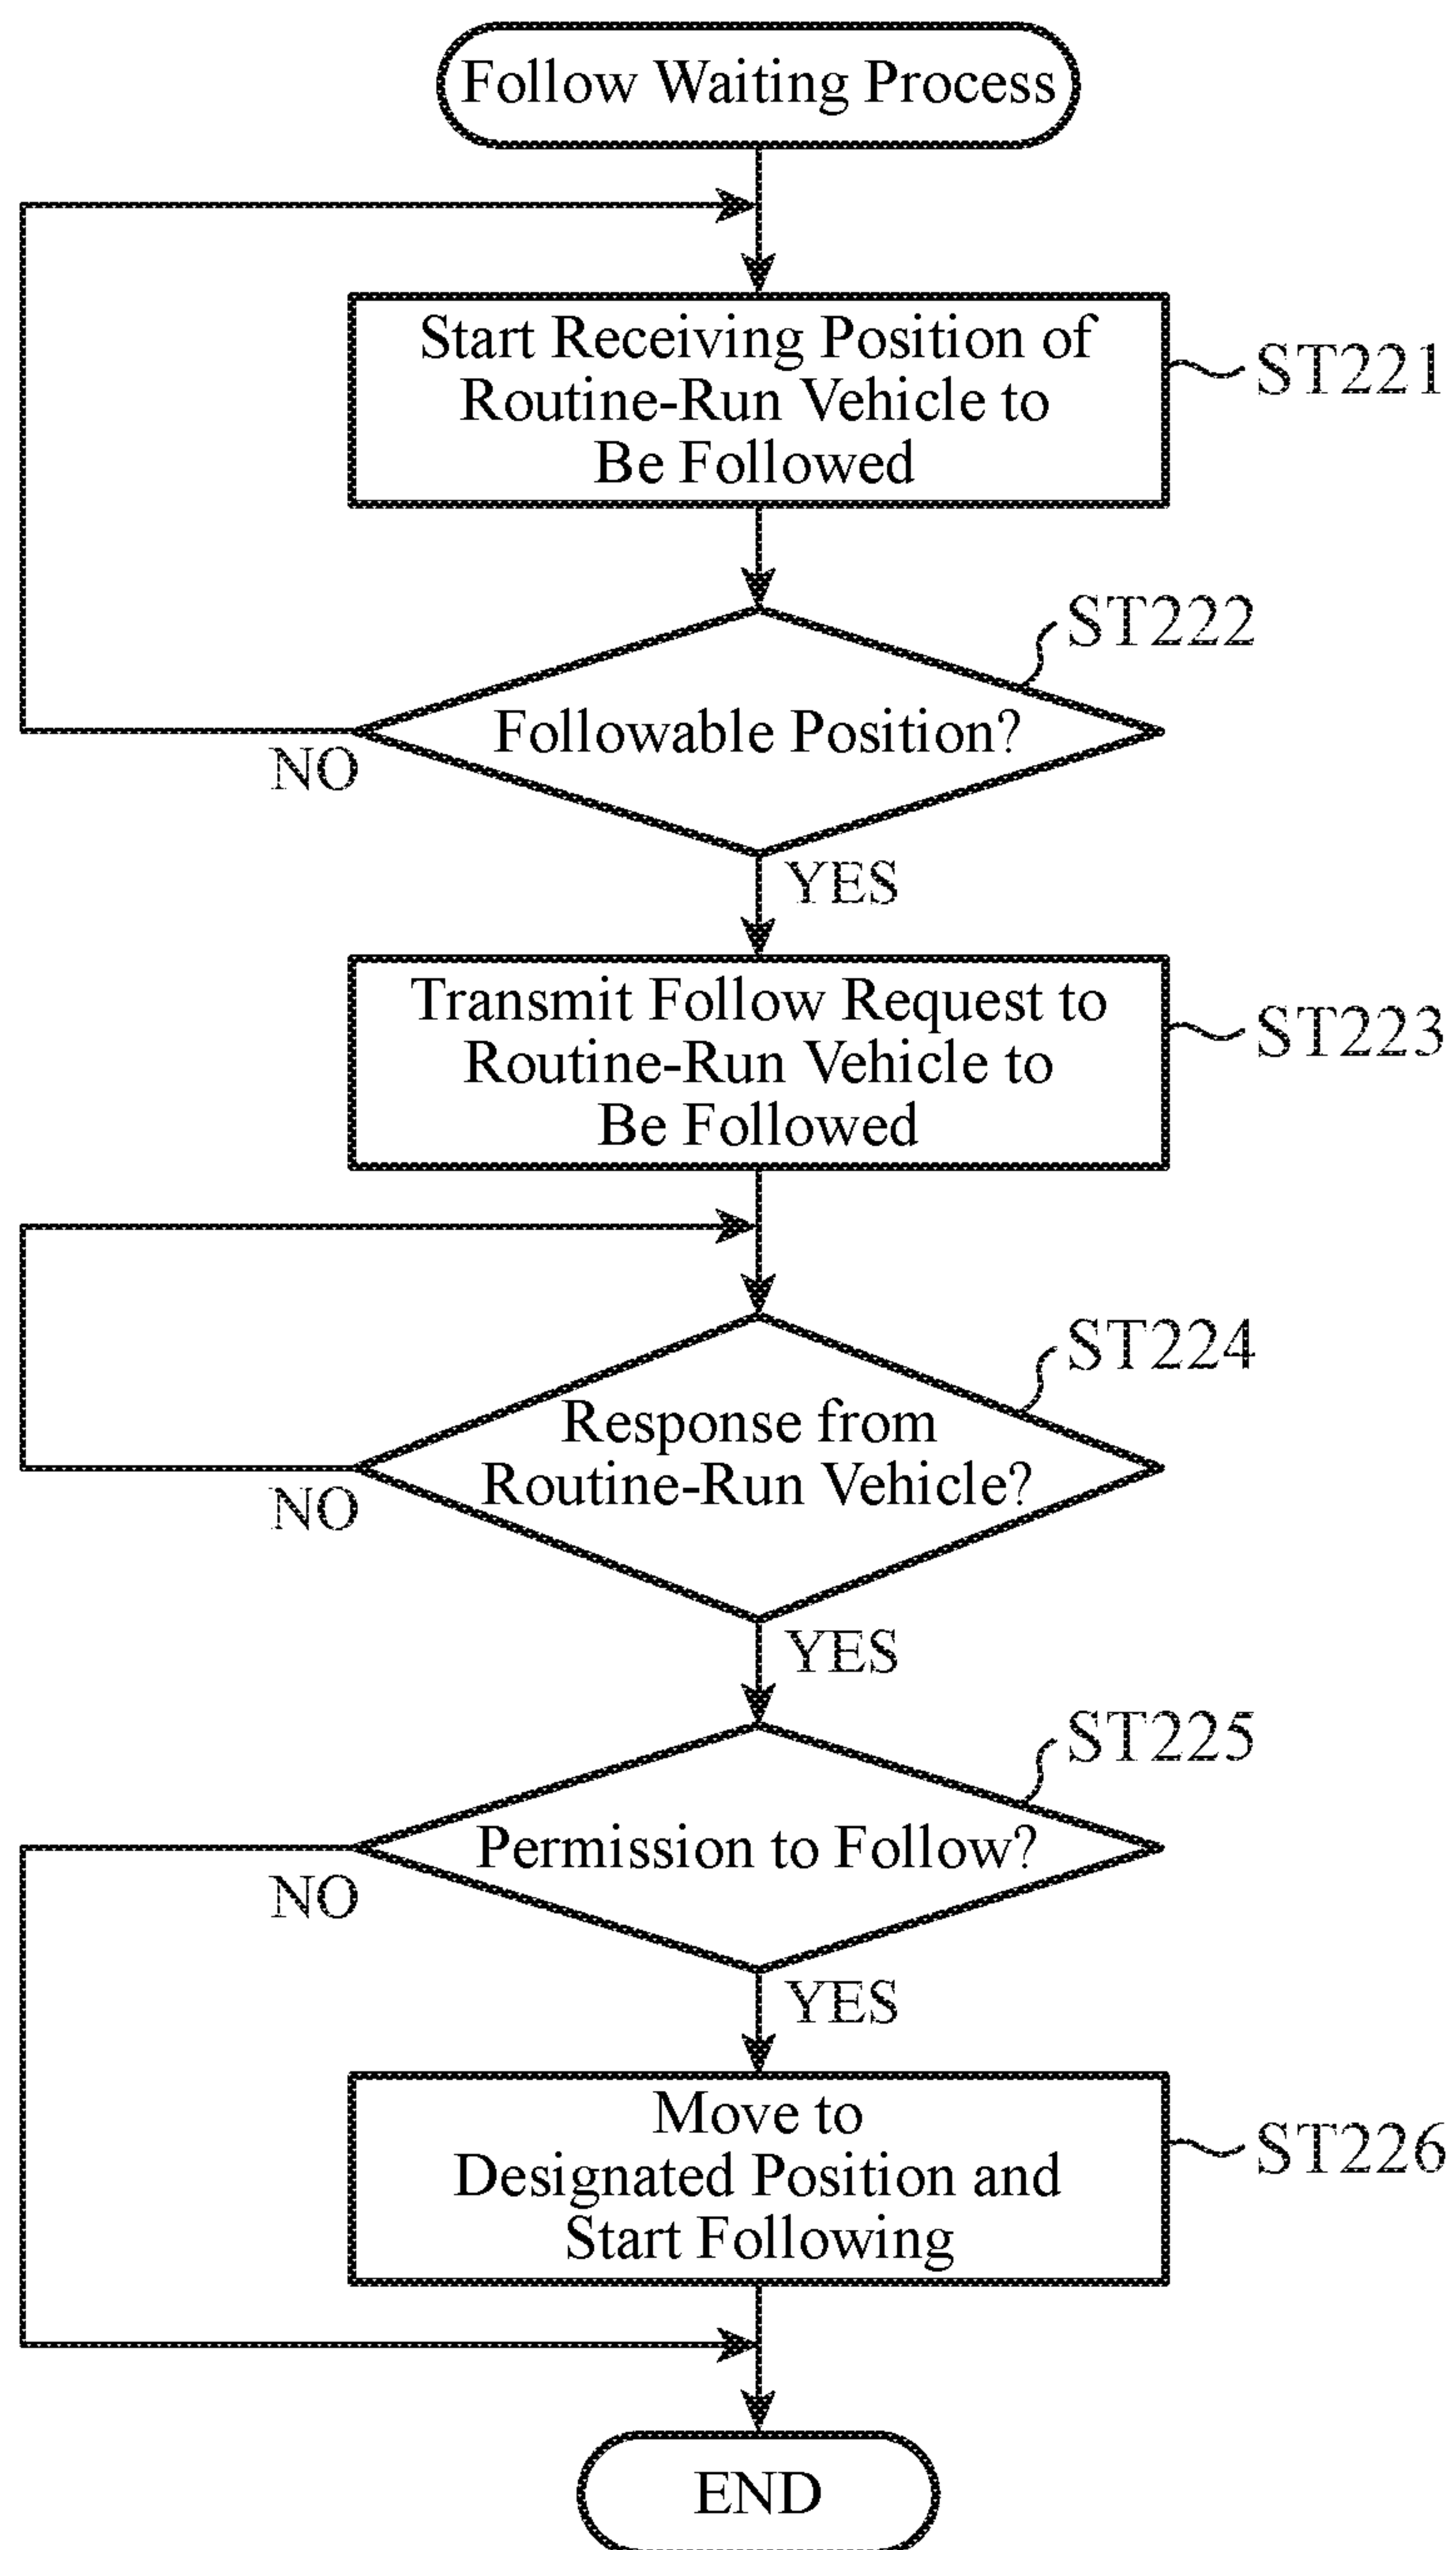 Follow Waiting Process
Start Receiving Position of
Routine-Run Vehicle to
Be Followed
ST221
ST222
Followable Position?
NO
YES
Transmit Follow Request to
Routine-Run Vehicle to
Be Followed
ST223
ST224
Response from
Routine-Run Vehicle?
NO
YES
ST225
Permission to Follow?
NO
YES
Move to
Designated Position and
Start Following
ST226
END